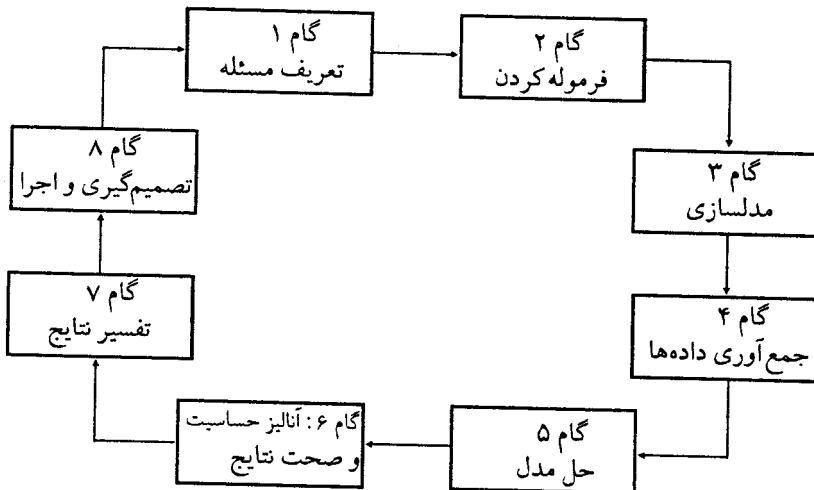 گام ۱
تعریف مسئله
گام ۲
فرموله کردن
گام ۳
مدلسازی
گام ۴
جمع‌آوری داده‌ها
گام ۵
حل مدل
گام ۶: آنالیز حساسیت
و صحت نتایج
گام ۷
تفسیر نتایج
گام ۸
تصمیم‌گیری و اجرا